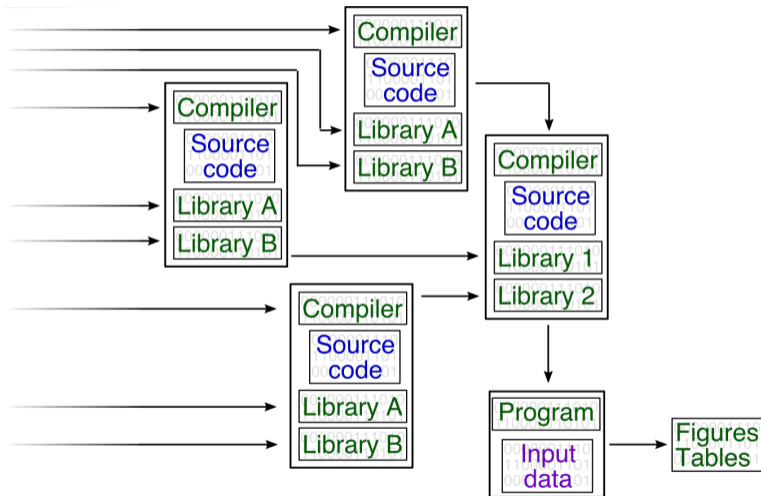 Compiler
Source
code
Library A
Library B
Compiler
Source
code
Library A
Library B
Compiler
Source
code
Library 1
Library 2
Compiler
Source
code
Library A
Library B
Program
Input
data
Figures
Tables